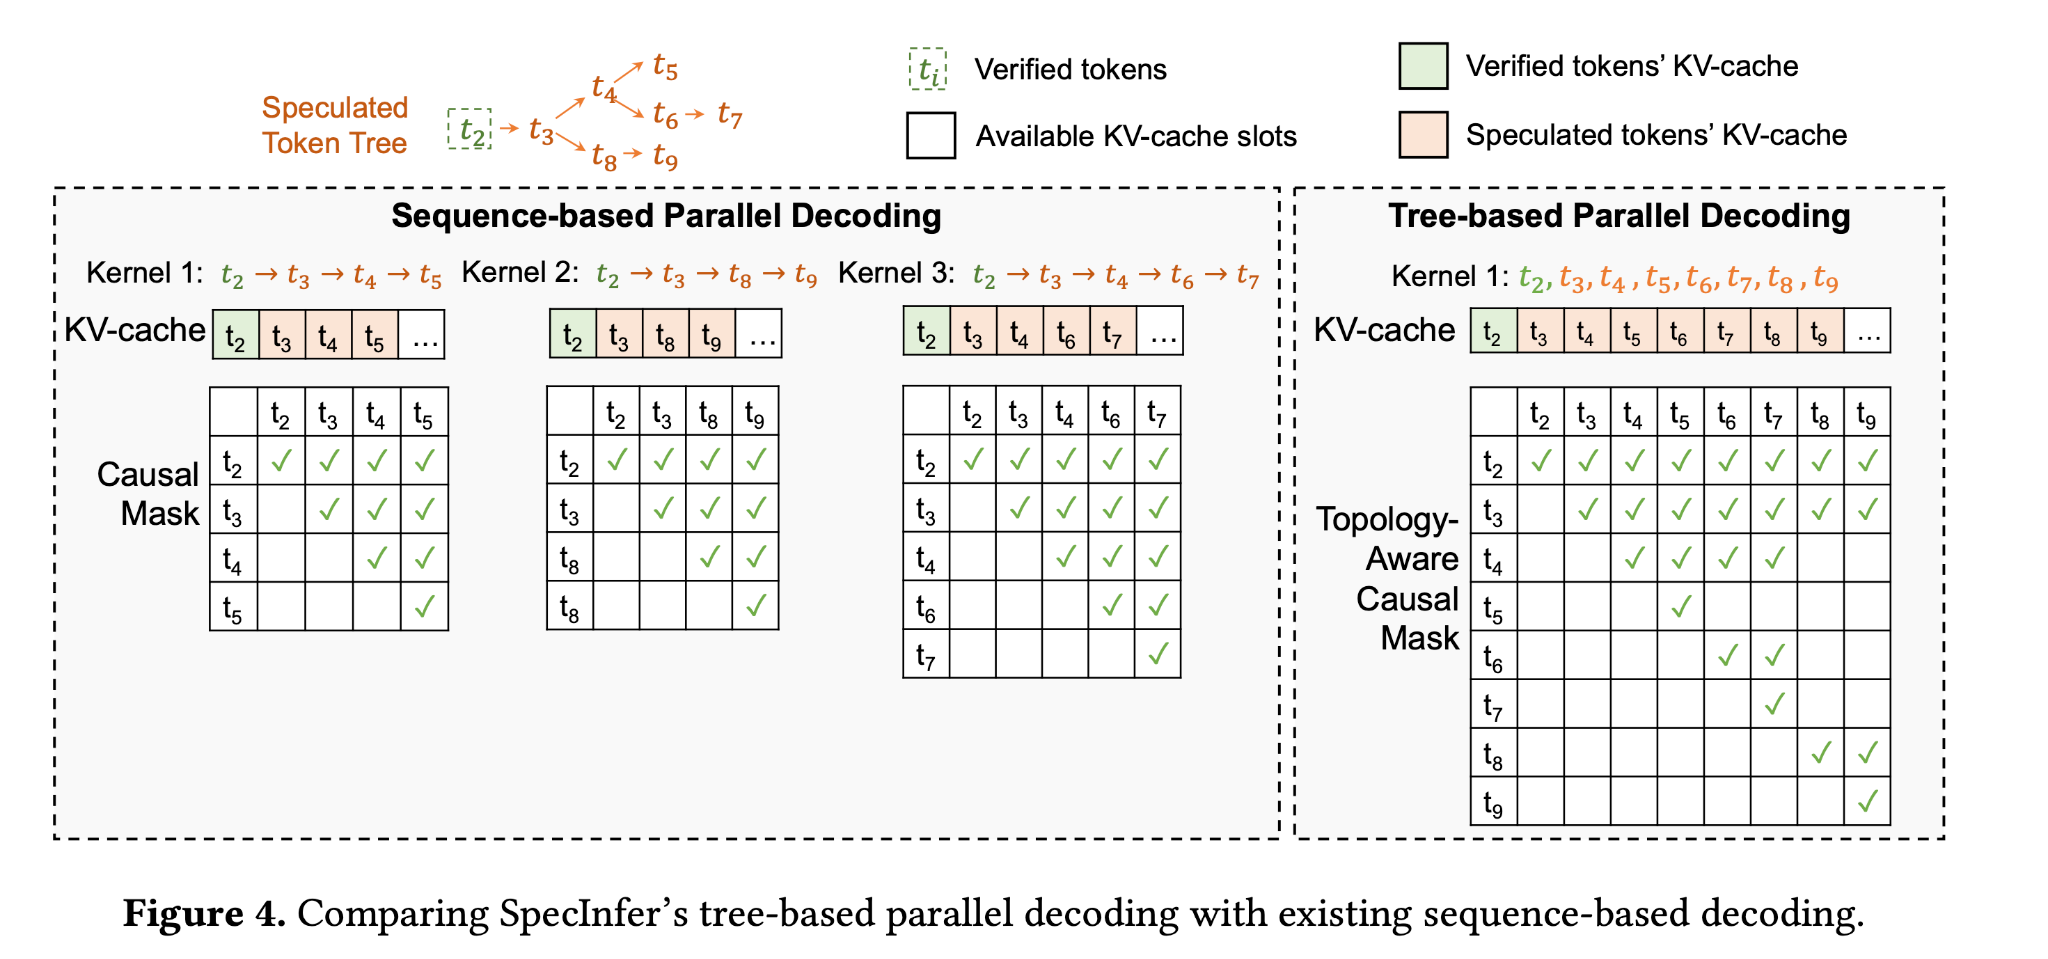 Speculated
Token Tree
t2 → t3 → t4 → t5
t6 → t7
t8 → t9
ti Verified tokens
Available KV-cache slots
Verified tokens’ KV-cache
Speculated tokens’ KV-cache
Sequence-based Parallel Decoding
Kernel 1: t2 → t3 → t4 → t5
KV-cache t2 t3 t4 t5 ...
Causal
Mask
t2 t3 t4 t5
t2 ✓ ✓ ✓ ✓
t3 ✓ ✓ ✓
t4 ✓ ✓
t5 ✓
Kernel 2: t2 → t3 → t8 → t9
t2 t3 t8 t9 ...
t2 t3 t8 t9
t2 ✓ ✓ ✓ ✓
t3 ✓ ✓ ✓
t8 ✓ ✓
t8 ✓
Kernel 3: t2 → t3 → t4 → t6 → t7
t2 t3 t4 t6 t7 ...
t2 t3 t4 t6 t7
t2 ✓ ✓ ✓ ✓ ✓
t3 ✓ ✓ ✓ ✓
t4 ✓ ✓ ✓
t6 ✓ ✓
t7 ✓
Tree-based Parallel Decoding
Kernel 1: t2, t3, t4 , t5, t6, t7, t8 , t9
KV-cache t2 t3 t4 t5 t6 t7 t8 t9 ...
Topology-
Aware
Causal
Mask
t2 t3 t4 t5 t6 t7 t8 t9
t2 ✓ ✓ ✓ ✓ ✓ ✓ ✓ ✓
t3 ✓ ✓ ✓ ✓ ✓ ✓ ✓
t4 ✓ ✓ ✓ ✓
t5 ✓
t6 ✓ ✓
t7 ✓
t8 ✓ ✓
t9 ✓
Figure 4. Comparing SpecInfer’s tree-based parallel decoding with existing sequence-based decoding.